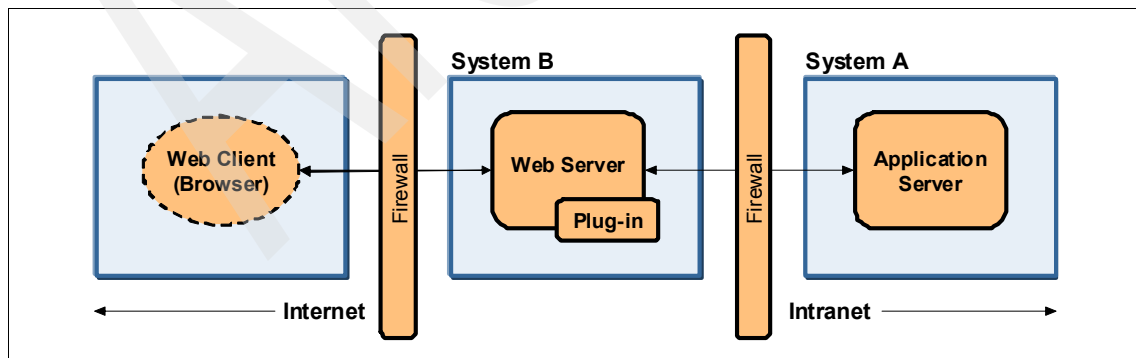 System B
System A
Web Client
(Browser)
Firewall
Web Server
Plug-in
Firewall
Application
Server
Internet
Intranet